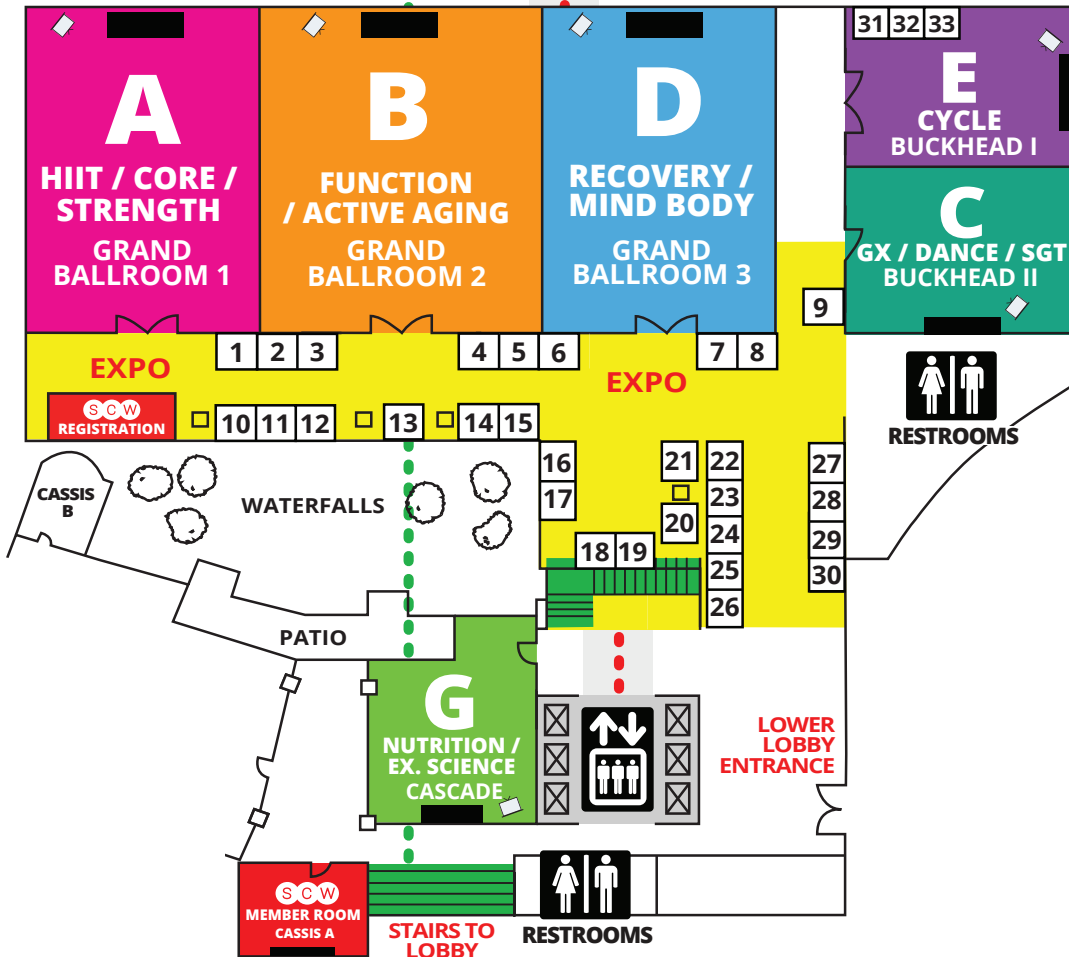 A
HIIT / CORE /
STRENGTH
GRAND
BALLROOM 1
B
FUNCTION
/ ACTIVE AGING
GRAND
BALLROOM 2
D
RECOVERY /
MIND BODY
GRAND
BALLROOM 3
31 32 33
E
CYCLE
BUCKHEAD I
C
GX / DANCE / SGT
BUCKHEAD II
9
EXPO
1 2 3
4 5 6
EXPO
7 8
RESTROOMS
SCW
REGISTRATION
10 11 12
13
14 15
16
17
18 19
21
20
22
23
24
25
26
27
28
29
30
CASSIS
B
WATERFALLS
PATIO
G
NUTRITION /
EX. SCIENCE
CASCADE
LOWER
LOBBY
ENTRANCE
SCW
MEMBER ROOM
CASSIS A
STAIRS TO
LOBBY
RESTROOMS